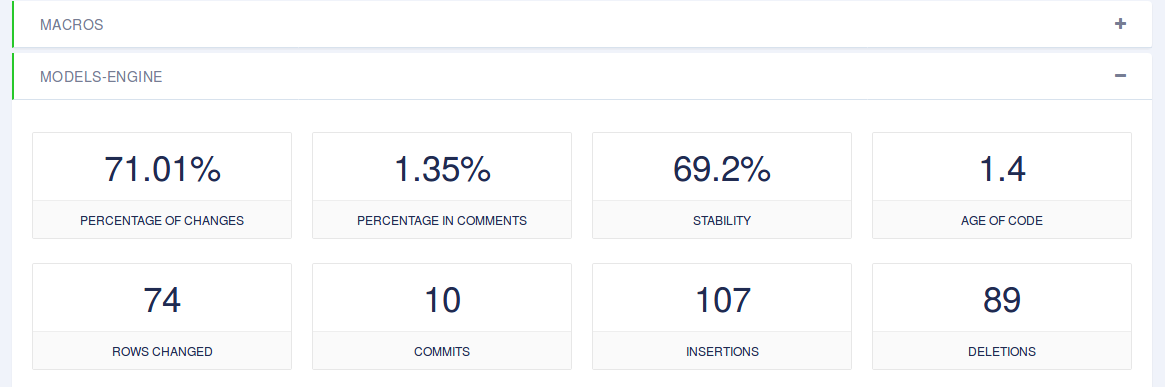 MACROS
MODELS-ENGINE
71.01% 1.35% 69.2% 1.4
PERCENTAGE OF CHANGES PERCENTAGE IN COMMENTS STABILITY AGE OF CODE
74 10 107 89
ROWS CHANGED COMMITS INSERTIONS DELETIONS